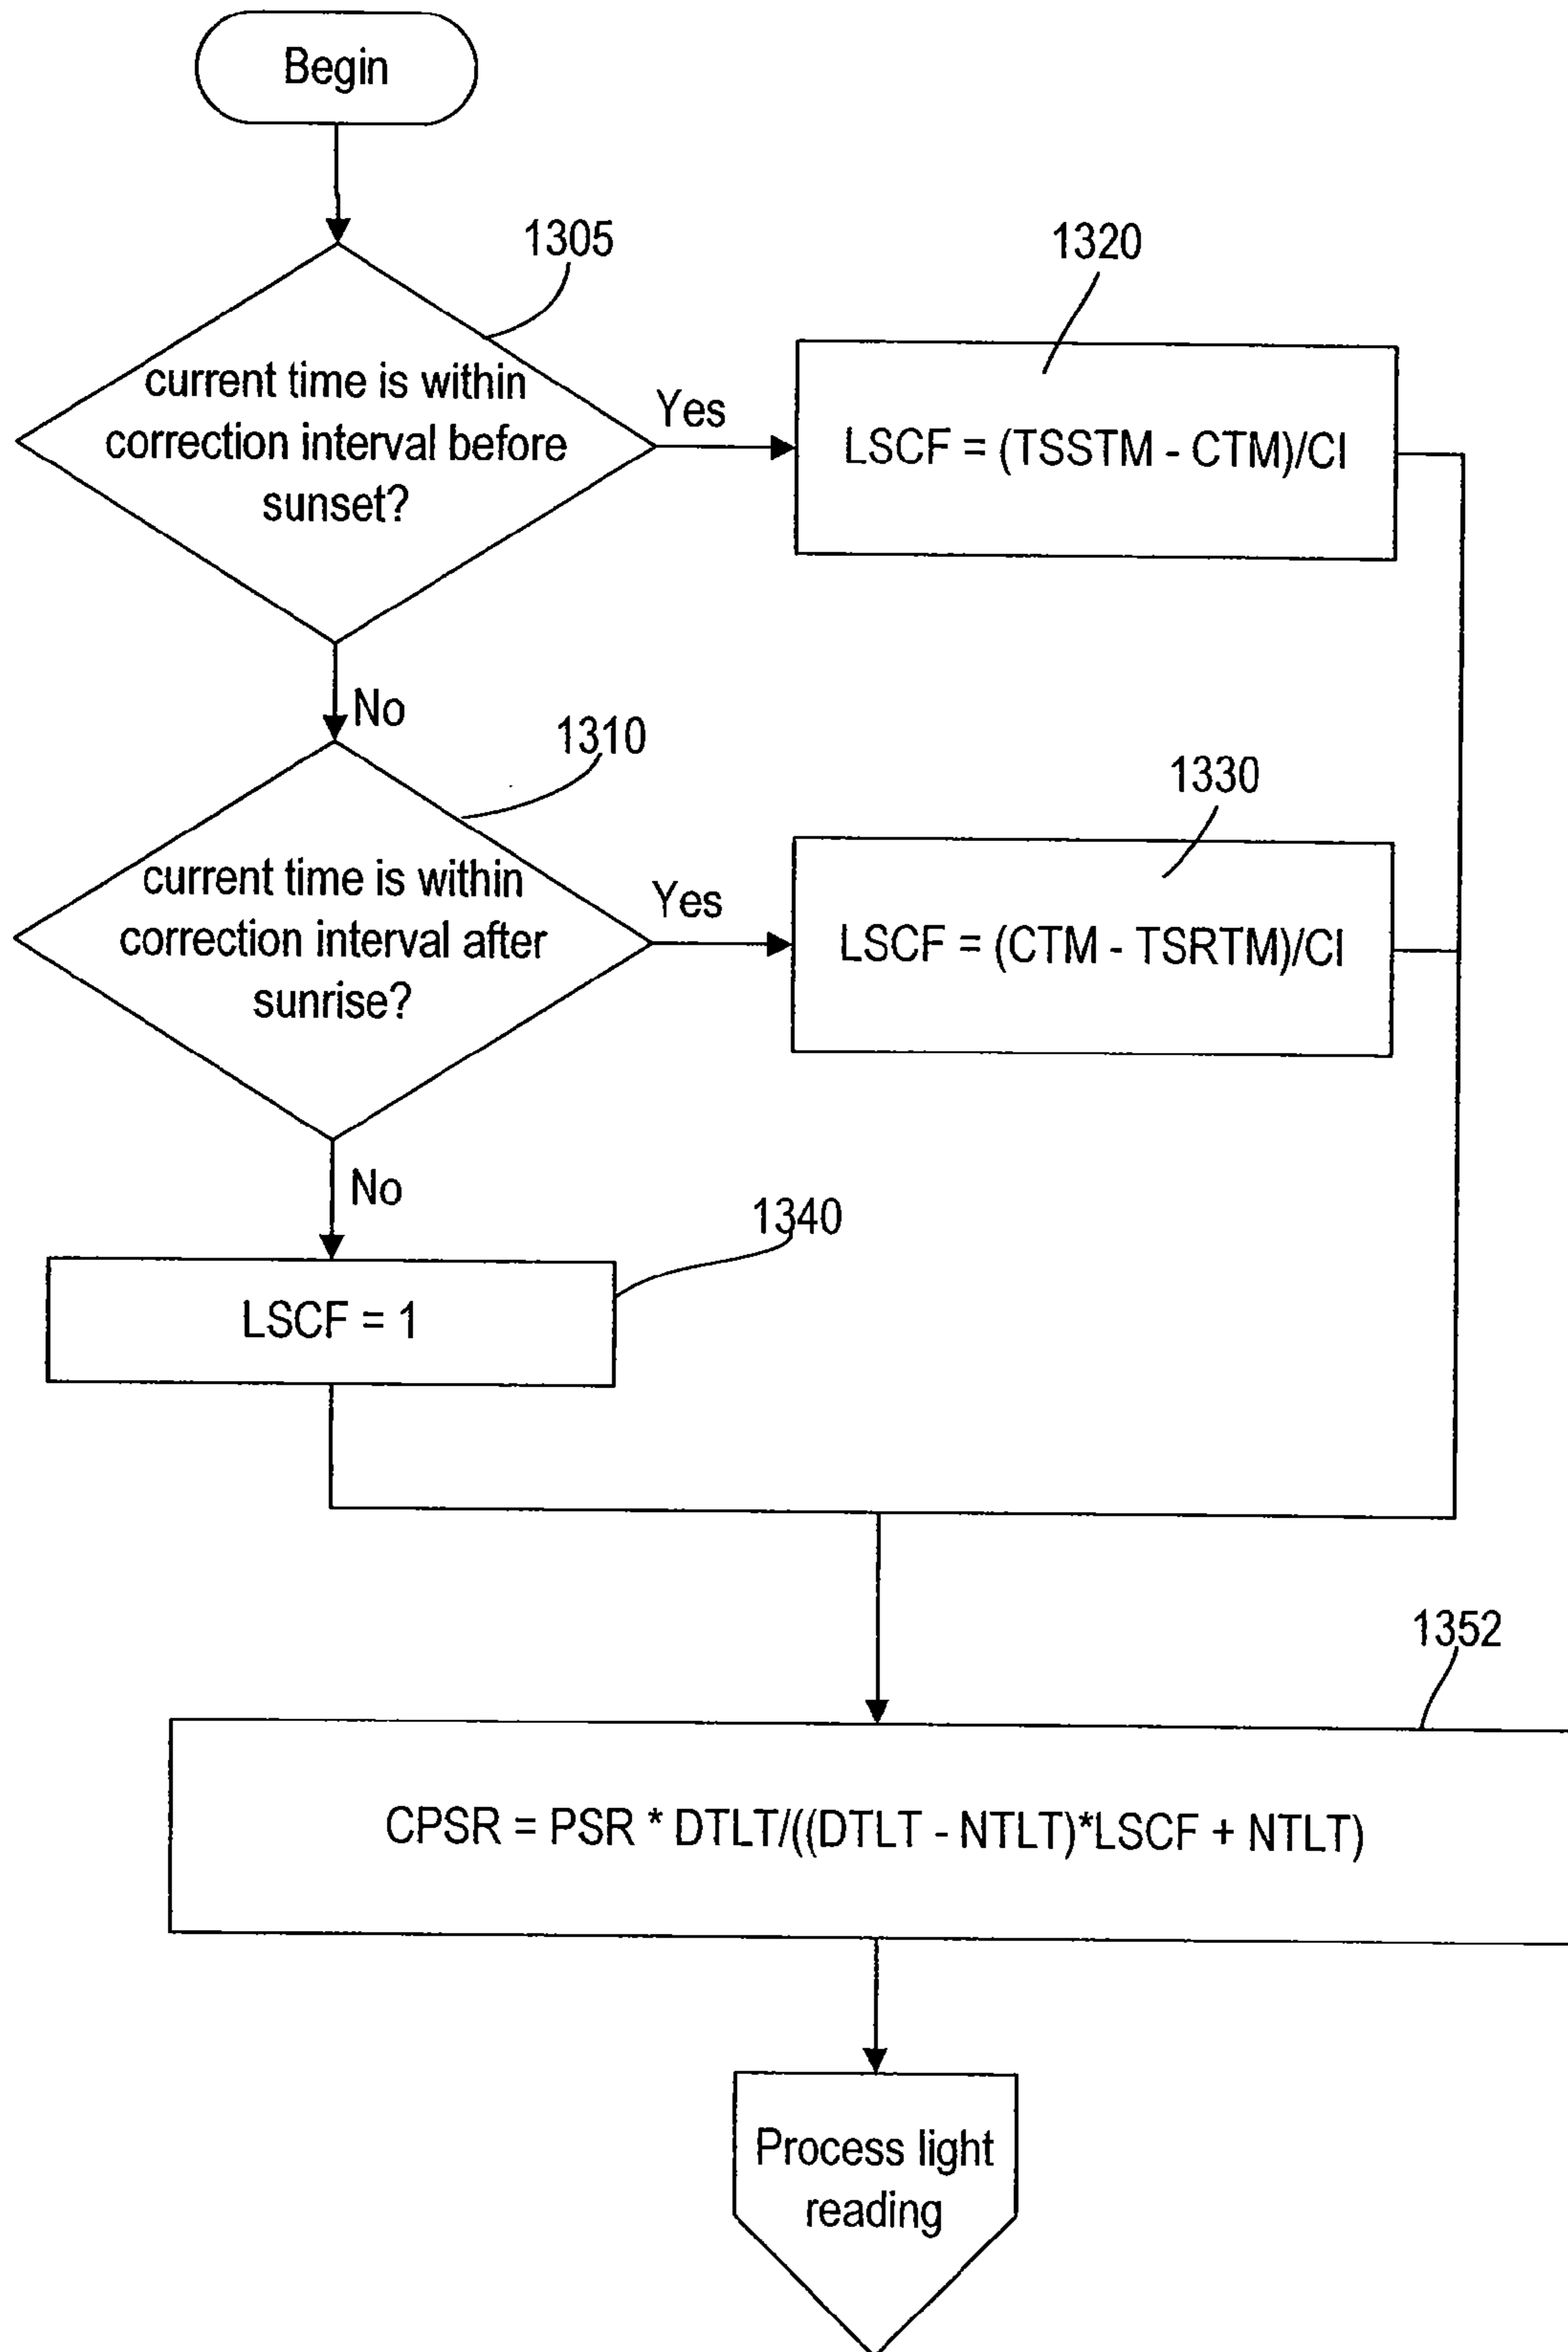 Begin
1305
current time is within
correction interval before
sunset?
Yes
1320
LSCF = (TSSTM - CTM)/CI
No
1310
current time is within
correction interval after
sunrise?
Yes
1330
LSCF = (CTM - TSRTM)/CI
No
1340
LSCF = 1
1352
CPSR = PSR * DTLT/((DTLT - NTLT)*LSCF + NTLT)
Process light
reading